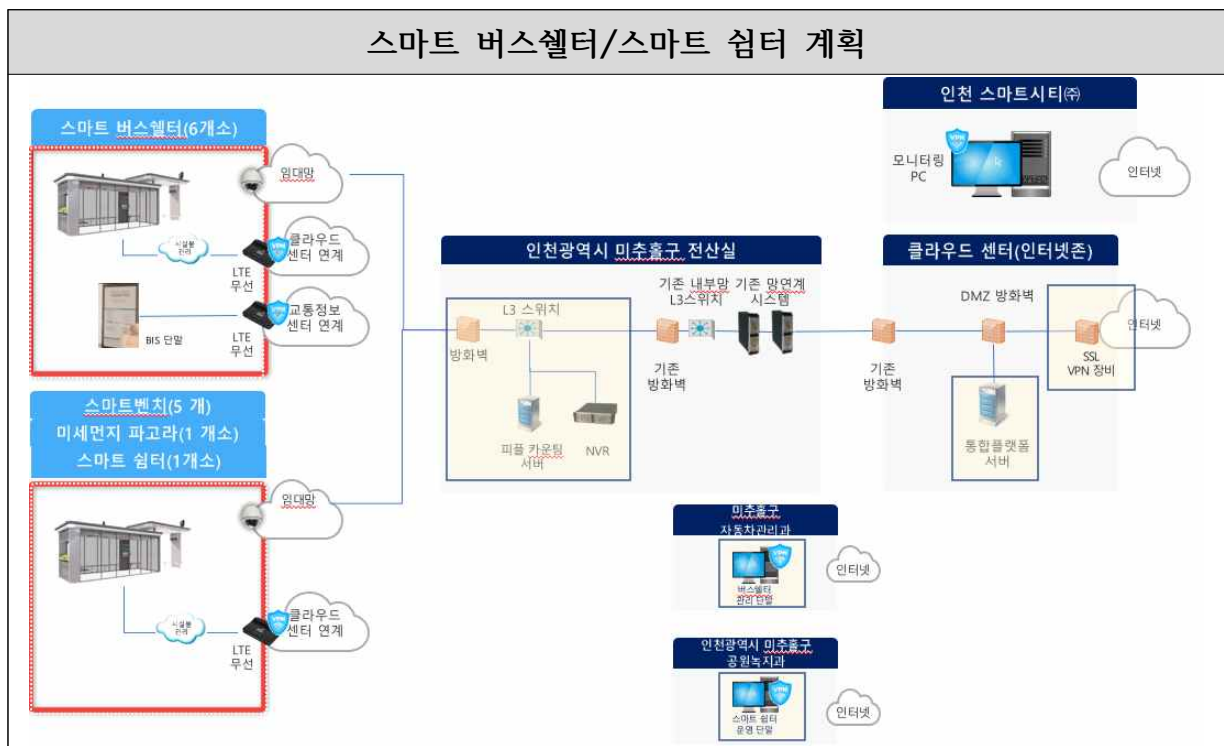 스마트 버스쉘터/스마트 쉼터 계획
스마트 버스쉘터(6개소)
임대망
시설물
관리
클라우드
센터 연계
LTE
무선
BIS 단말
교통정보
센터 연계
LTE
무선
스마트벤치(5 개)
미세먼지 파고라(1 개소)
스마트 쉼터(1개소)
임대망
시설물
관리
클라우드
센터 연계
LTE
무선
인천광역시 미추홀구 전산실
방화벽
L3 스위치
피플 카운팅
서버
NVR
기존
방화벽
기존 내부망
L3스위치
기존 망연계
시스템
인천 스마트시티㈜
모니터링
PC
VPN
인터넷
클라우드 센터(인터넷존)
기존
방화벽
DMZ 방화벽
통합플랫폼
서버
SSL
VPN 장비
인터넷
미추홀구
자동차관리과
버스쉘터
관리 단말
인터넷
인천광역시 미추홀구
공원녹지과
스마트 쉼터
운영 단말
인터넷